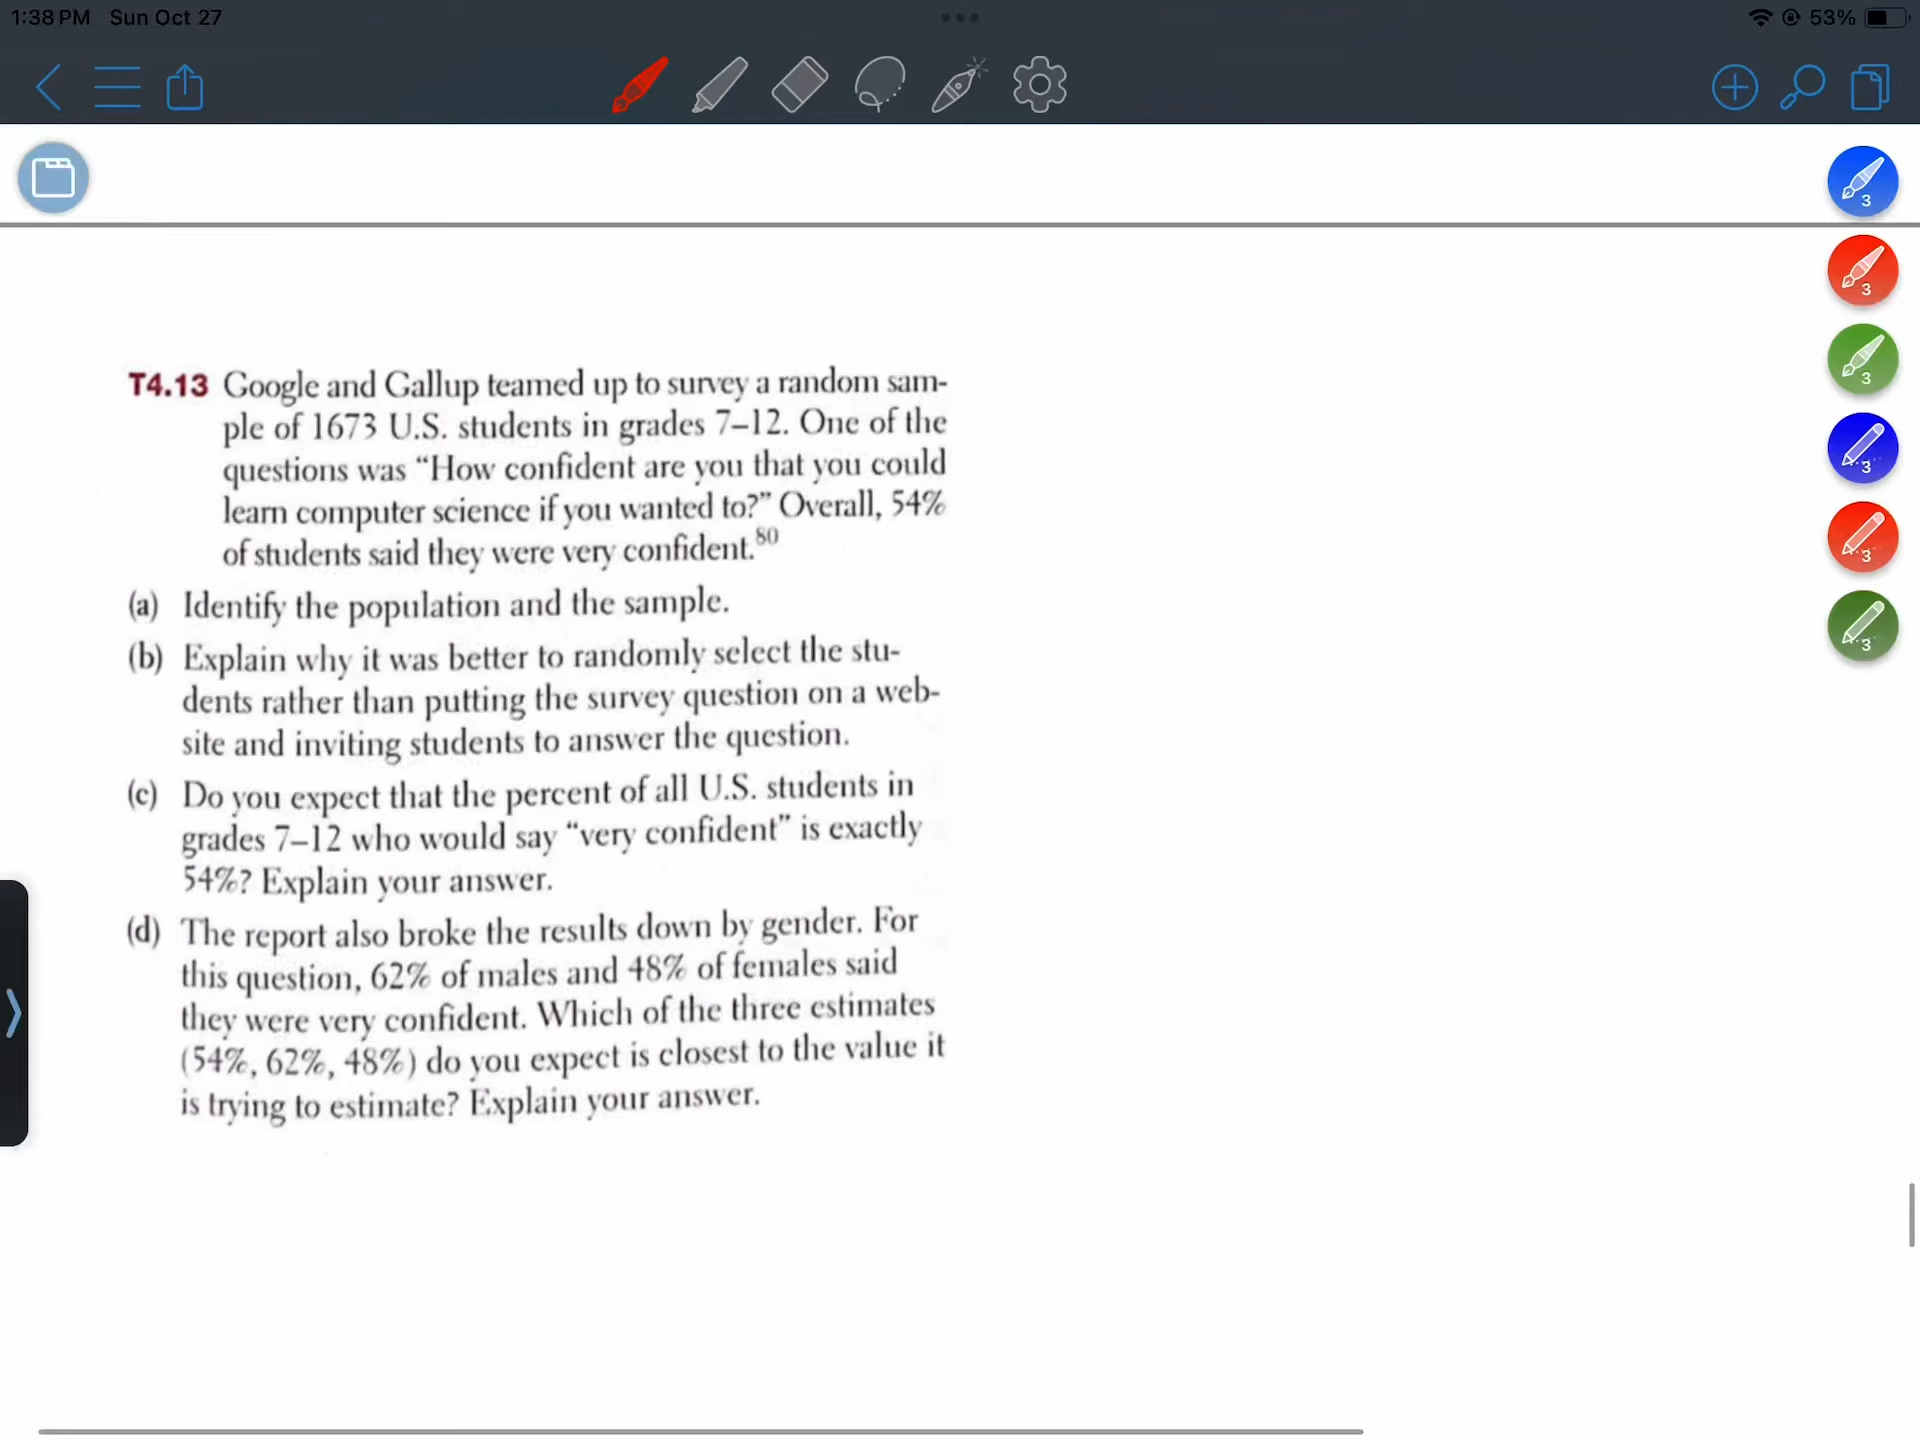 1:38 PM Sun Oct 27
53%
3
3
3
3
3
3
T4.13 Google and Gallup teamed up to survey a random sam-
ple of 1673 U.S. students in grades 7–12. One of the
questions was “How confident are you that you could
learn computer science if you wanted to?” Overall, 54%
of students said they were very confident.80
(a) Identify the population and the sample.
(b) Explain why it was better to randomly select the stu-
dents rather than putting the survey question on a web-
site and inviting students to answer the question.
(c) Do you expect that the percent of all U.S. students in
grades 7–12 who would say “very confident” is exactly
54%? Explain your answer.
(d) The report also broke the results down by gender. For
this question, 62% of males and 48% of females said
they were very confident. Which of the three estimates
(54%, 62%, 48%) do you expect is closest to the value it
is trying to estimate? Explain your answer.